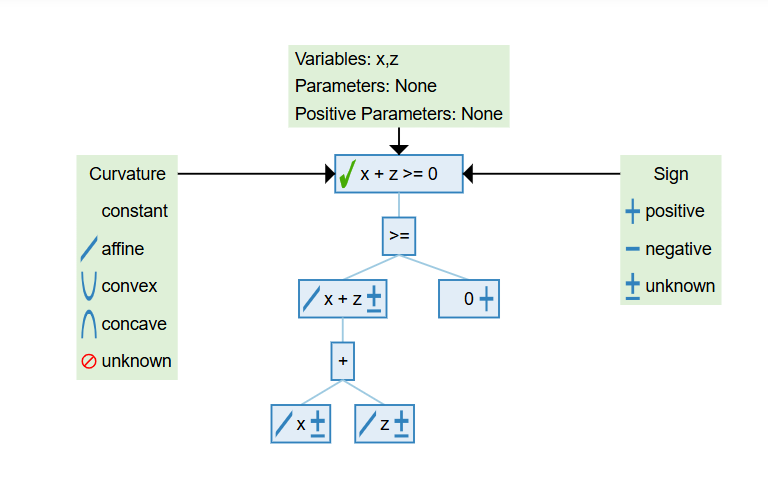 Variables: x,z
Parameters: None
Positive Parameters: None
Curvature
constant
affine
convex
concave
unknown
x + z >= 0
Sign
positive
negative
unknown
>=
x + z
0
+
x
z